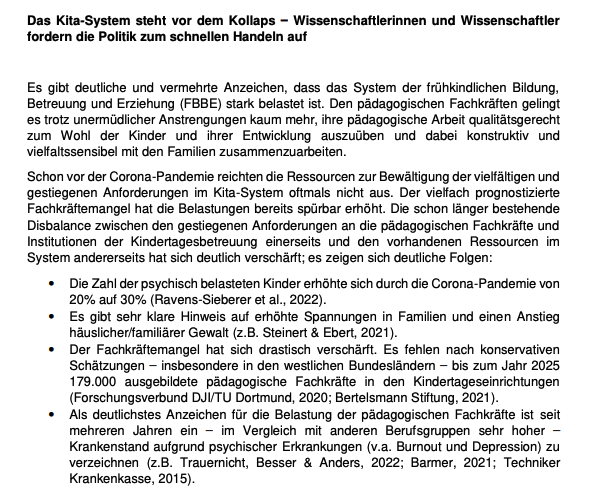 Das Kita-System steht vor dem Kollaps – Wissenschaftlerinnen und Wissenschaftler
fordern die Politik zum schnellen Handeln auf
Es gibt deutliche und vermehrte Anzeichen, dass das System der frühkindlichen Bildung,
Betreuung und Erziehung (FBBE) stark belastet ist. Den pädagogischen Fachkräften gelingt
es trotz unermüdlicher Anstrengungen kaum mehr, ihre pädagogische Arbeit qualitätsgerecht
zum Wohl der Kinder und ihrer Entwicklung auszuüben und dabei konstruktiv und
vielfaltssensibel mit den Familien zusammenzuarbeiten.
Schon vor der Corona-Pandemie reichten die Ressourcen zur Bewältigung der vielfältigen und
gestiegenen Anforderungen im Kita-System oftmals nicht aus. Der vielfach prognostizierte
Fachkräftemangel hat die Belastungen bereits spürbar erhöht. Die schon länger bestehende
Disbalance zwischen den gestiegenen Anforderungen an die pädagogischen Fachkräfte und
Institutionen der Kindertagesbetreuung einerseits und den vorhandenen Ressourcen im
System andererseits hat sich deutlich verschärft; es zeigen sich deutliche Folgen:
• Die Zahl der psychisch belasteten Kinder erhöhte sich durch die Corona-Pandemie von
20% auf 30% (Ravens-Sieberer et al., 2022).
• Es gibt sehr klare Hinweis auf erhöhte Spannungen in Familien und einen Anstieg
häuslicher/familiärer Gewalt (z.B. Steinert & Ebert, 2021).
• Der Fachkräftemangel hat sich drastisch verschärft. Es fehlen nach konservativen
Schätzungen – insbesondere in den westlichen Bundesländern – bis zum Jahr 2025
179.000 ausgebildete pädagogische Fachkräfte in den Kindertageseinrichtungen
(Forschungsverbund DJI/TU Dortmund, 2020; Bertelsmann Stiftung, 2021).
• Als deutlichstes Anzeichen für die Belastung der pädagogischen Fachkräfte ist seit
mehreren Jahren ein – im Vergleich mit anderen Berufsgruppen sehr hoher –
Krankenstand aufgrund psychischer Erkrankungen (v.a. Burnout und Depression) zu
verzeichnen (z.B. Trauernicht, Besser & Anders, 2022; Barmer, 2021; Techniker
Krankenkasse, 2015).